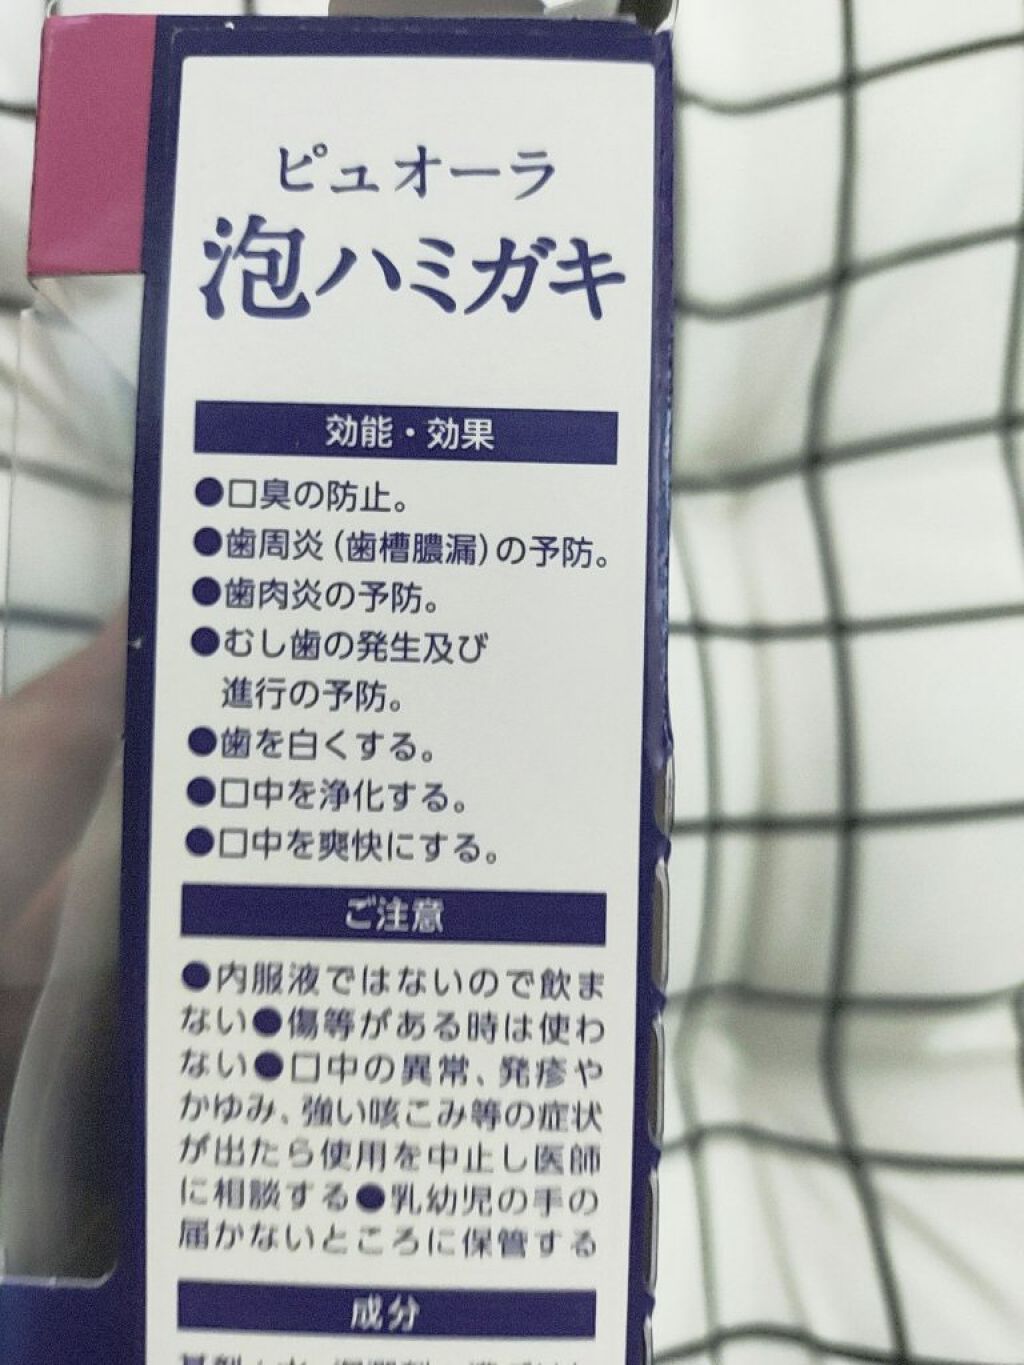 ピュオーラ
泡ハミガキ
効能・効果
●口臭の防止。
●歯周炎(歯槽膿漏)の予防。
●歯肉炎の予防。
●むし歯の発生及び
進行の予防。
●歯を白くする。
●口中を浄化する。
●口中を爽快にする。
ご注意
●内服液ではないので飲ま
ない●傷等がある時は使わ
ない●口中の異常、発疹や
かゆみ、強い咳こみ等の症状
が出たら使用を中止し医師
に相談する●乳幼児の手の
届かないところに保管する
成分